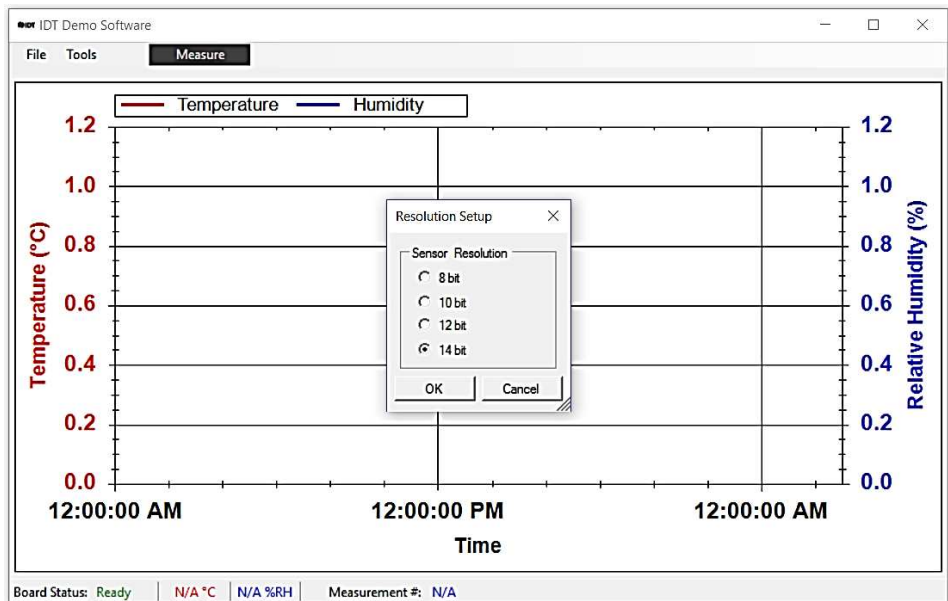 IDT IDT Demo Software
File Tools Measure
Temperature Humidity
1.2 1.2
1.0 1.0
0.8 0.8
0.6 0.6
0.4 0.4
0.2 0.2
0.0 0.0
Temperature (°C)
Relative Humidity (%)
Resolution Setup
Sensor Resolution
8 bit
10 bit
12 bit
14 bit
OK Cancel
12:00:00 AM 12:00:00 PM 12:00:00 AM
Time
Board Status: Ready N/A °C N/A %RH Measurement #: N/A